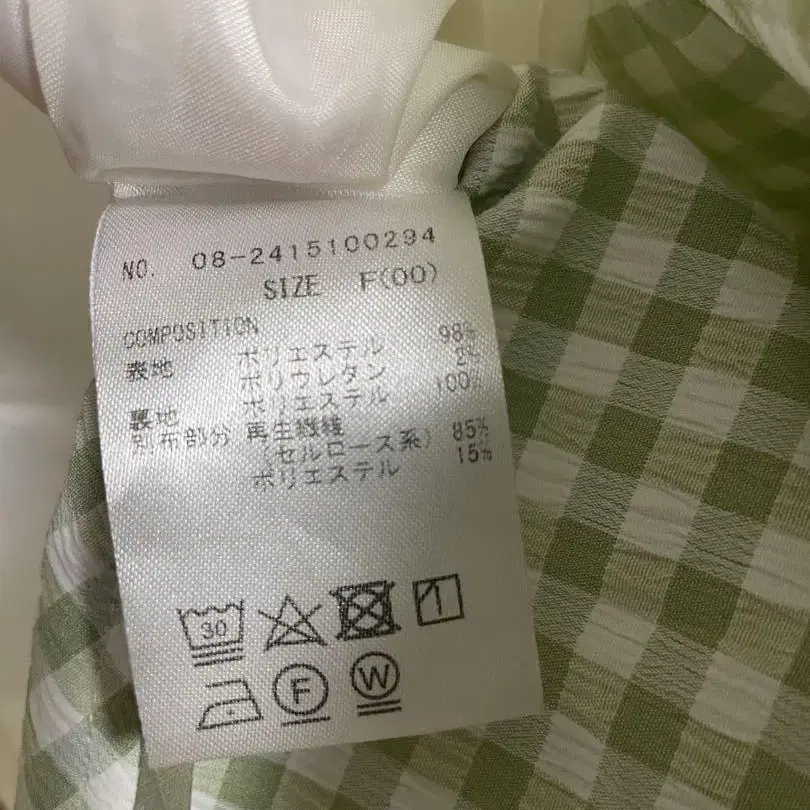 NO. 08-2415100294
SIZE F(00)
COMPOSITION
表地 ポリエステル 98%
ポリウレタン 2%
裏地 ポリエステル 100%
別布部分 再生繊維
(セルロース系) 85%
ポリエステル 15%
30
F W